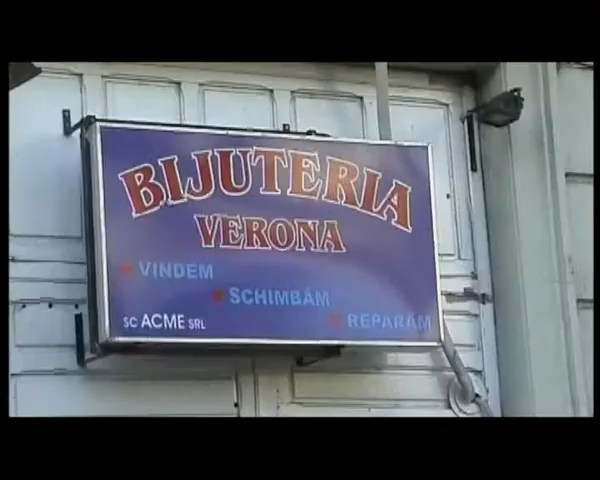 BIJUTERIA
VERONA
VINDEM
SCHIMBĂM
REPARĂM
SC ACME SRL